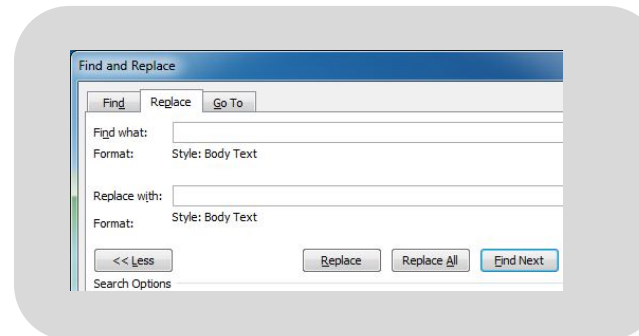 Find and Replace
Find Replace Go To
Find what:
Format: Style: Body Text
Replace with:
Format: Style: Body Text
<< Less Replace Replace All Find Next
Search Options